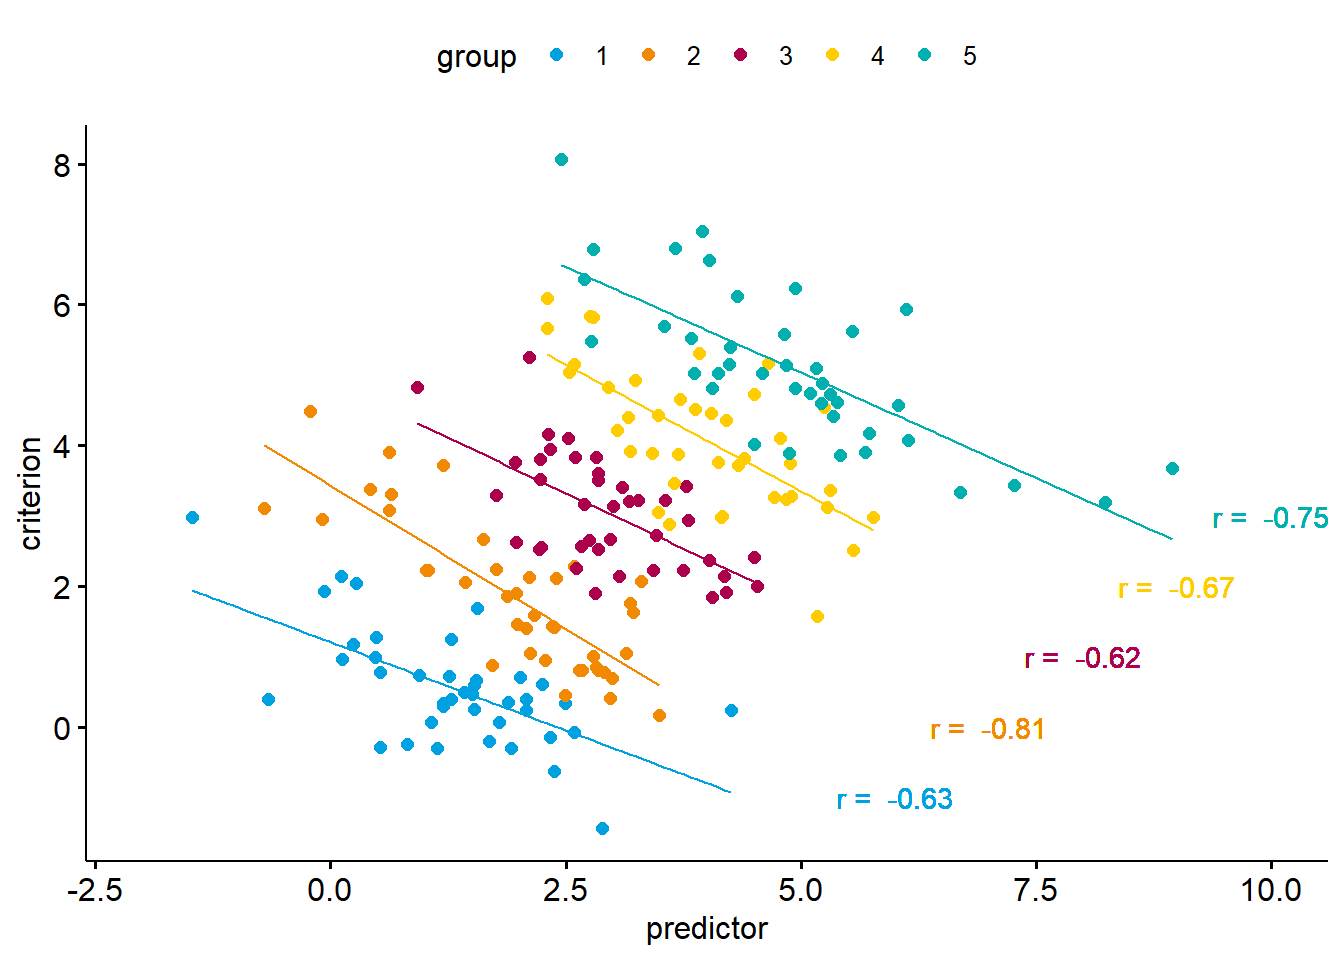 group 1 2 3 4 5
8
6
4
2
0
criterion
r = -0.75
r = -0.67
r = -0.62
r = -0.81
r = -0.63
-2.5 0.0 2.5 5.0 7.5 10.0
predictor